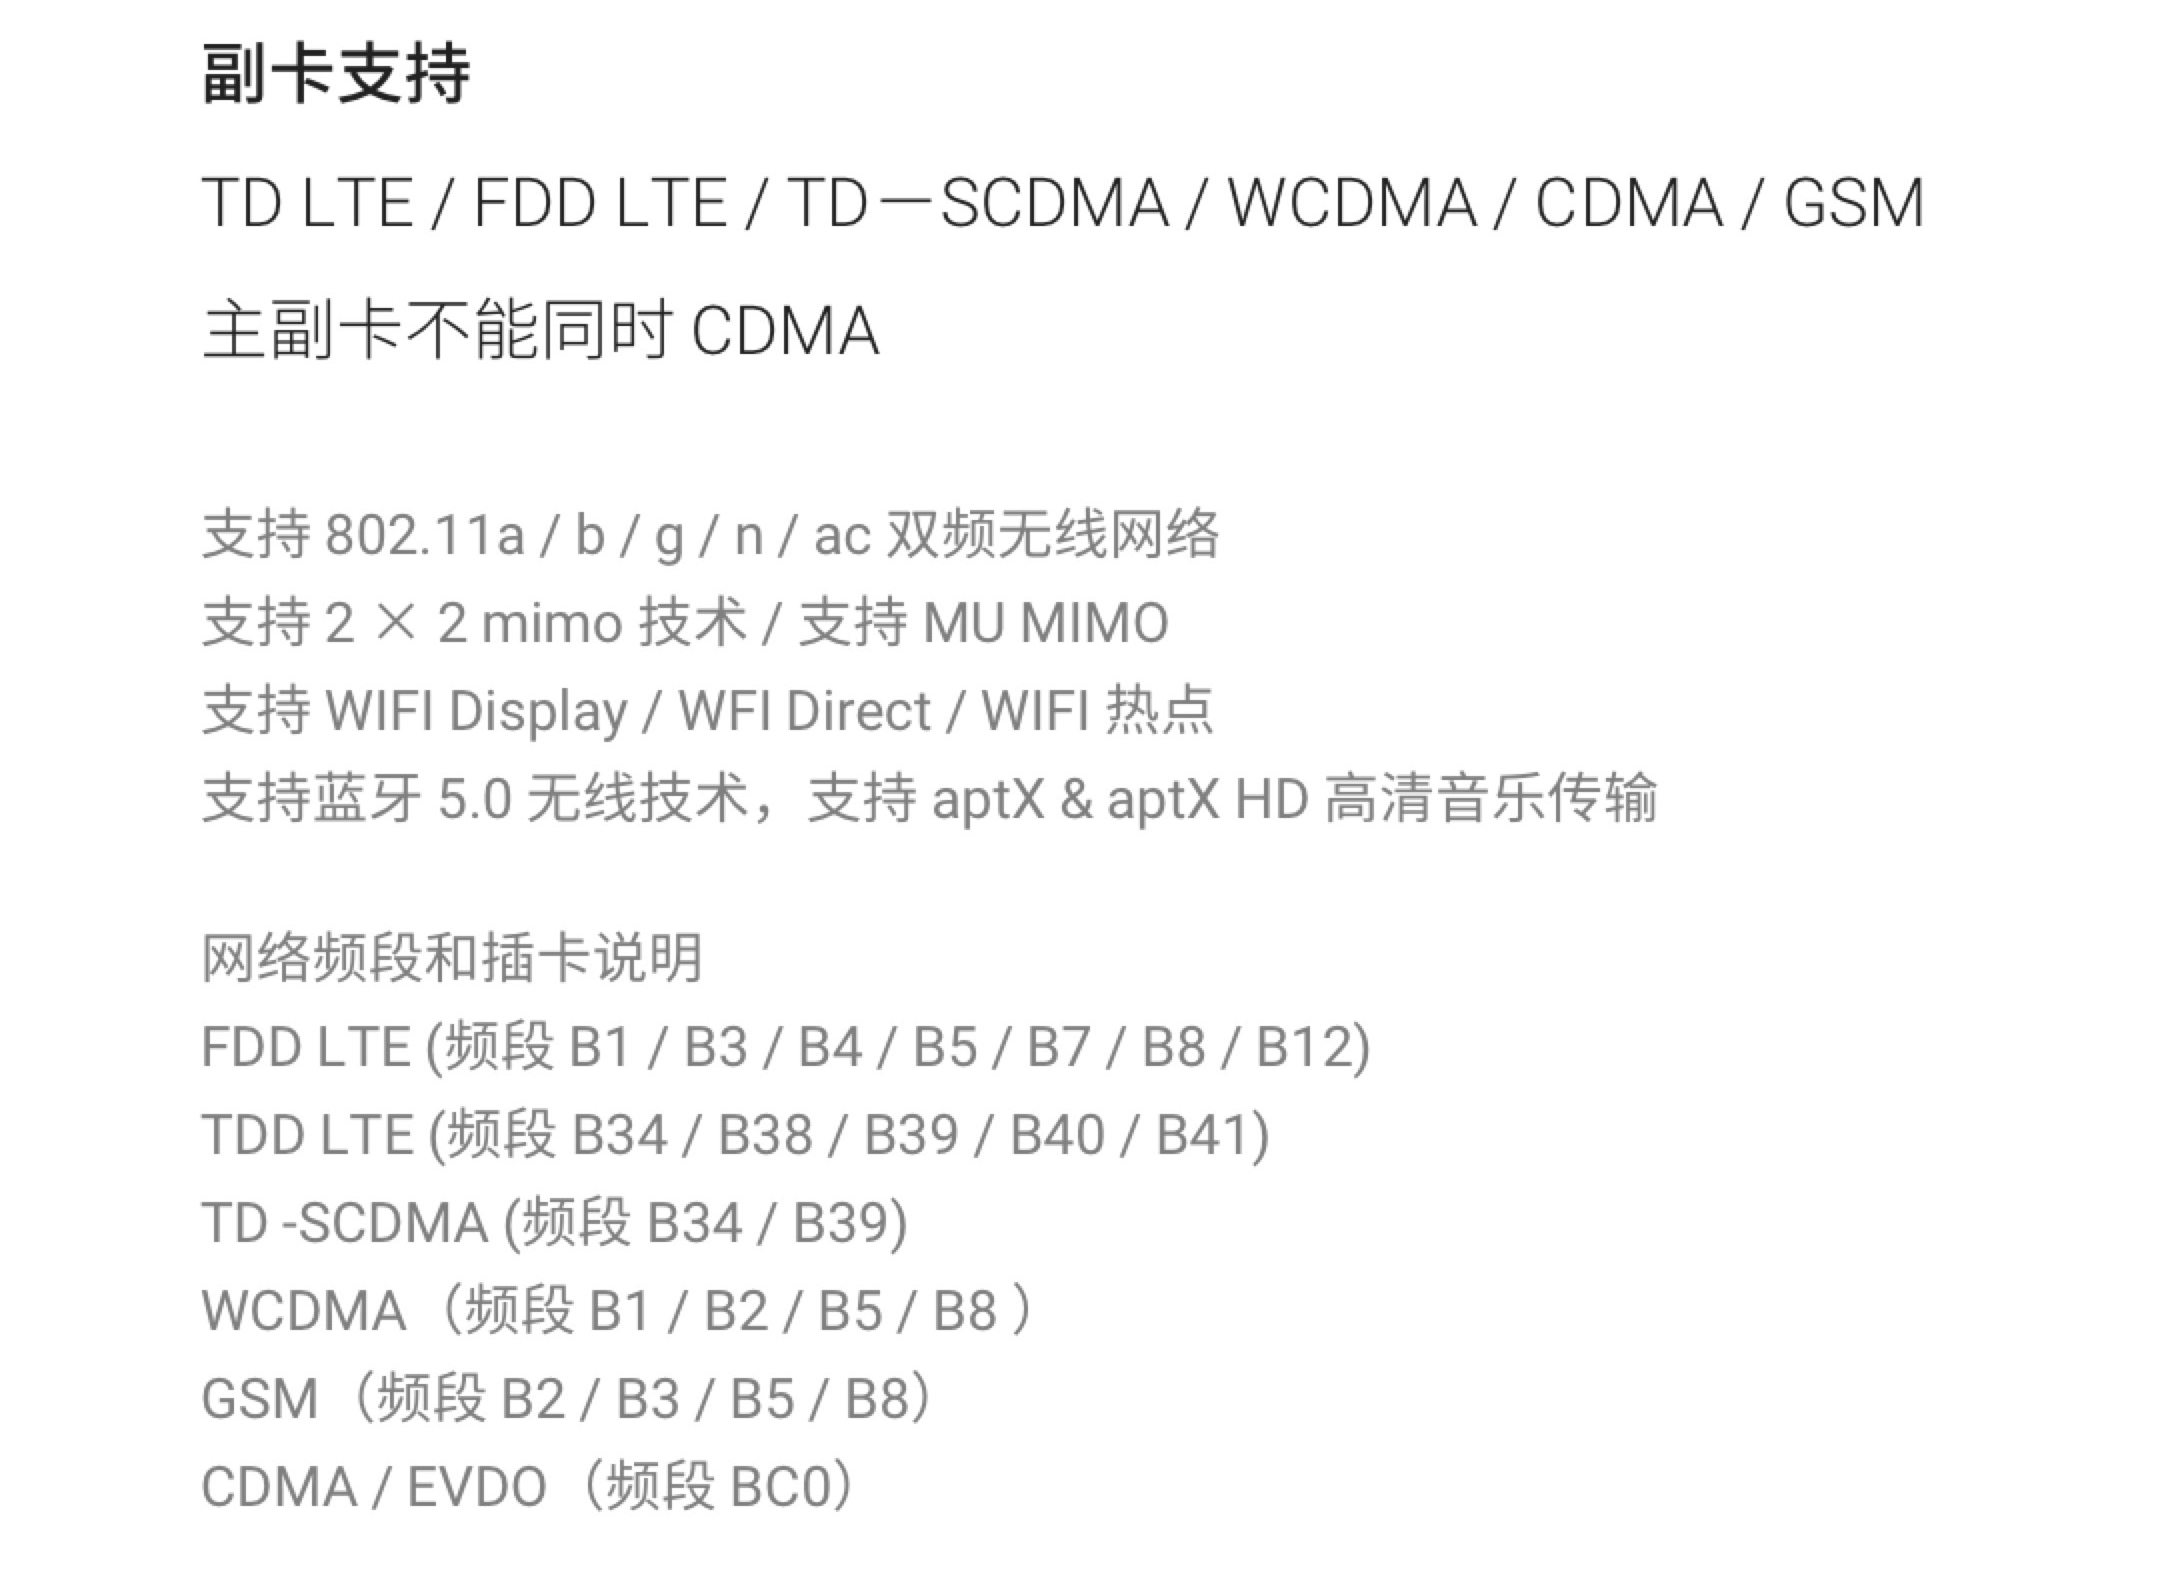 副卡支持
TD LTE / FDD LTE / TD－SCDMA / WCDMA / CDMA / GSM
主副卡不能同时 CDMA
支持 802.11a / b / g / n / ac 双频无线网络
支持 2 × 2 mimo 技术 / 支持 MU MIMO
支持 WIFI Display / WFI Direct / WIFI 热点
支持蓝牙 5.0 无线技术，支持 aptX & aptX HD 高清音乐传输
网络频段和插卡说明
FDD LTE (频段 B1 / B3 / B4 / B5 / B7 / B8 / B12)
TDD LTE (频段 B34 / B38 / B39 / B40 / B41)
TD -SCDMA (频段 B34 / B39)
WCDMA（频段 B1 / B2 / B5 / B8 ）
GSM（频段 B2 / B3 / B5 / B8）
CDMA / EVDO（频段 BC0）